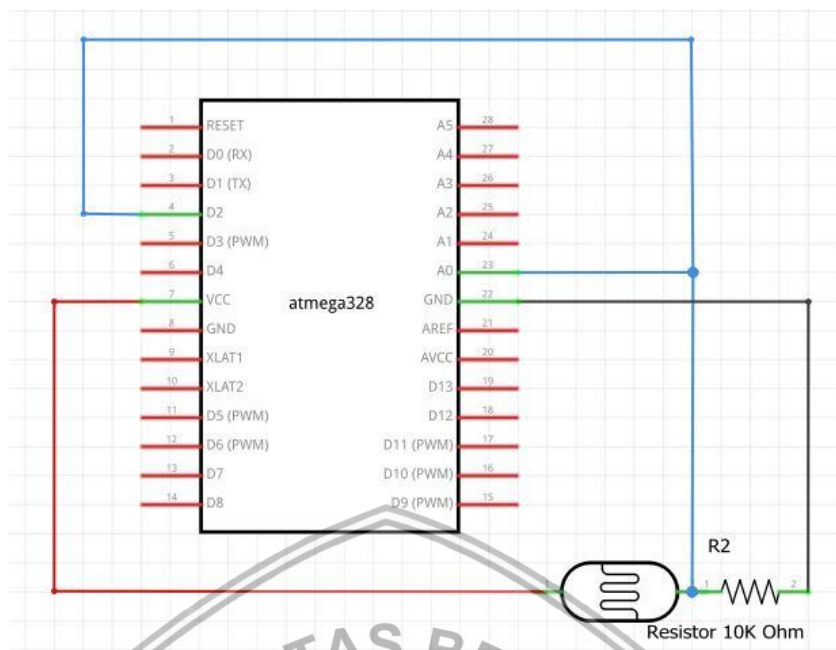 1 RESET A5 28
2 D0 (RX) A4 27
3 D1 (TX) A3 26
4 D2 A2 25
5 D3 (PWM) A1 24
6 D4 A0 23
7 VCC atmega328 GND 22
8 GND AREF 21
9 XLAT1 AVCC 20
10 XLAT2 D13 19
11 D5 (PWM) D12 18
12 D6 (PWM) D11 (PWM) 17
13 D7 D10 (PWM) 16
14 D8 D9 (PWM) 15
R2
1 1 2
Resistor 10K Ohm